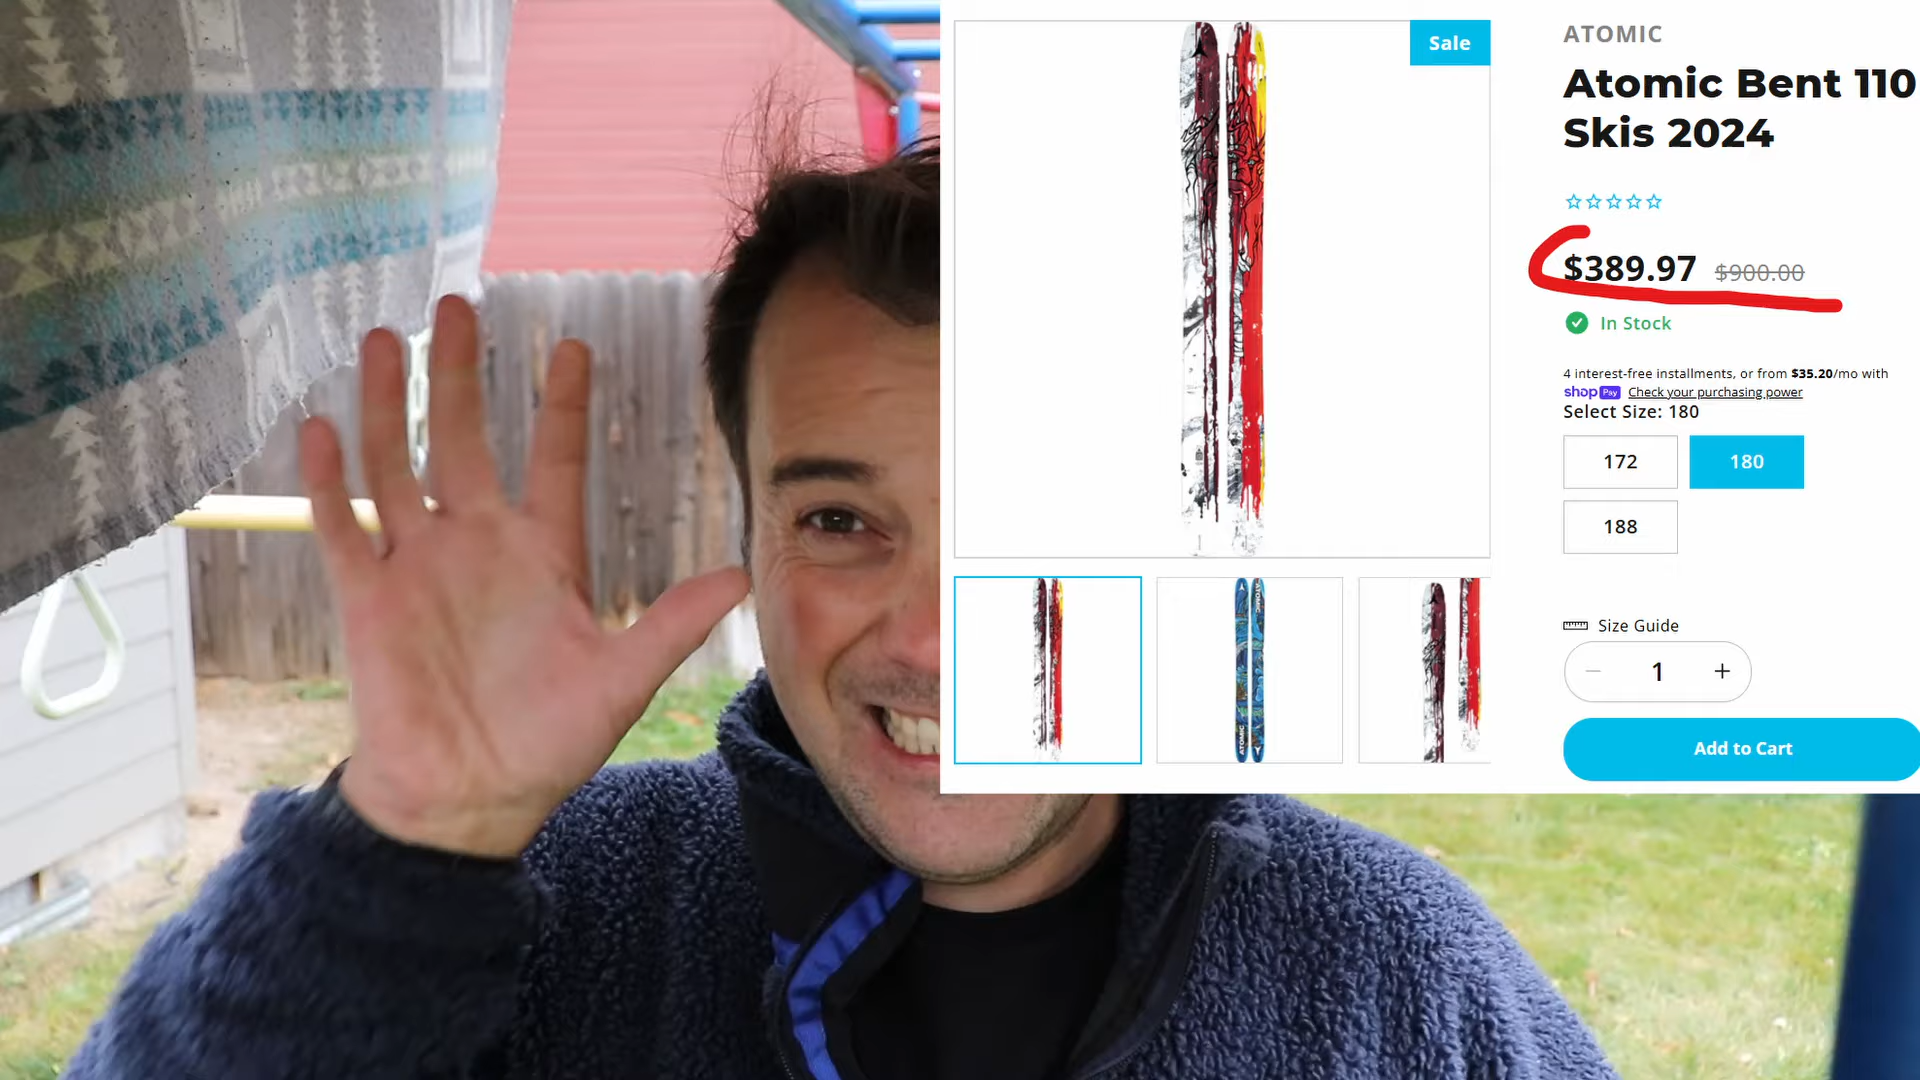 Sale
ATOMIC
Atomic Bent 110
Skis 2024
$389.97 $900.00
In Stock
4 interest-free installments, or from $35.20/mo with
shop Pay Check your purchasing power
Select Size: 180
172 180
188
Size Guide
1
Add to Cart
ATOMIC
ATOMIC